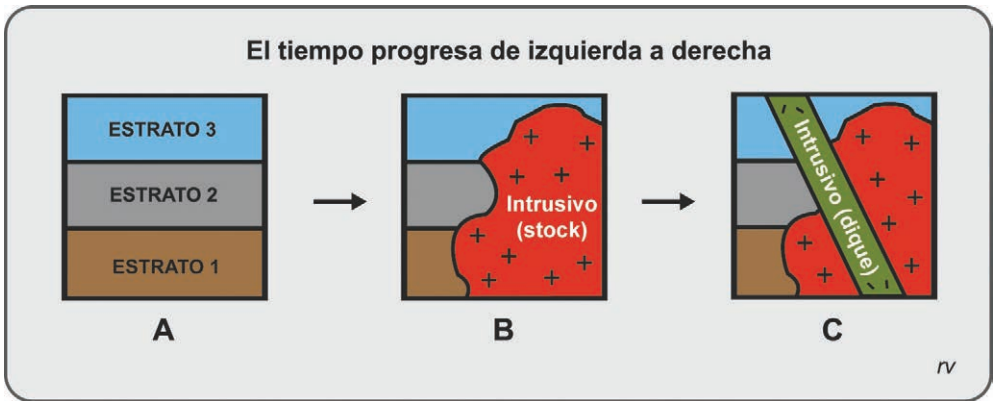 El tiempo progresa de izquierda a derecha
ESTRATO 3
ESTRATO 2
ESTRATO 1
A
Intrusivo
(stock)
B
Intrusivo (dique)
C
rv